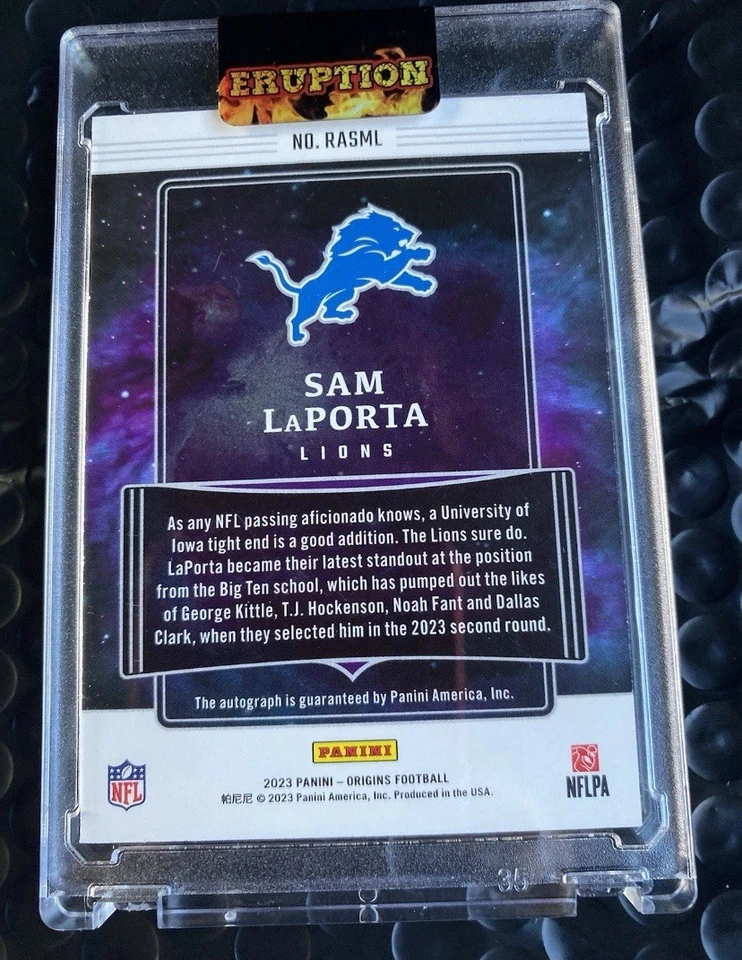 ERUPTION
NO. RASML
SAM
LAPORTA
LIONS
As any NFL passing aficionado knows, a University of
Iowa tight end is a good addition. The Lions sure do.
LaPorta became their latest standout at the position
from the Big Ten school, which has pumped out the likes
of George Kittle, T.J. Hockenson, Noah Fant and Dallas
Clark, when they selected him in the 2023 second round.
The autograph is guaranteed by Panini America, Inc.
PANINI
2023 PANINI – ORIGINS FOOTBALL
帕尼尼 © 2023 Panini America, Inc. Produced in the USA.
NFL
NFLPA
36